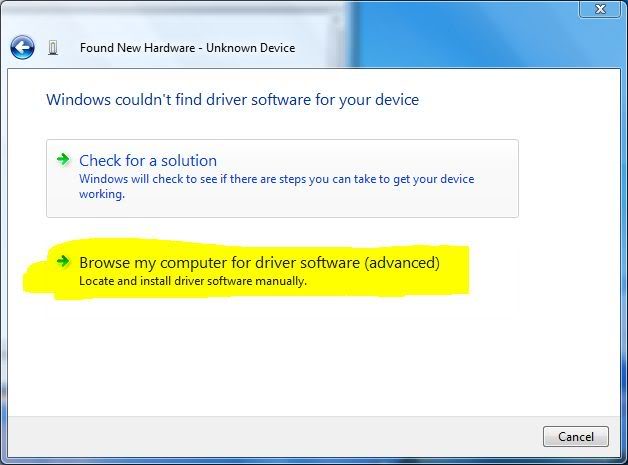 Found New Hardware - Unknown Device
Windows couldn't find driver software for your device
Check for a solution
Windows will check to see if there are steps you can take to get your device
working.
Browse my computer for driver software (advanced)
Locate and install driver software manually.
Cancel